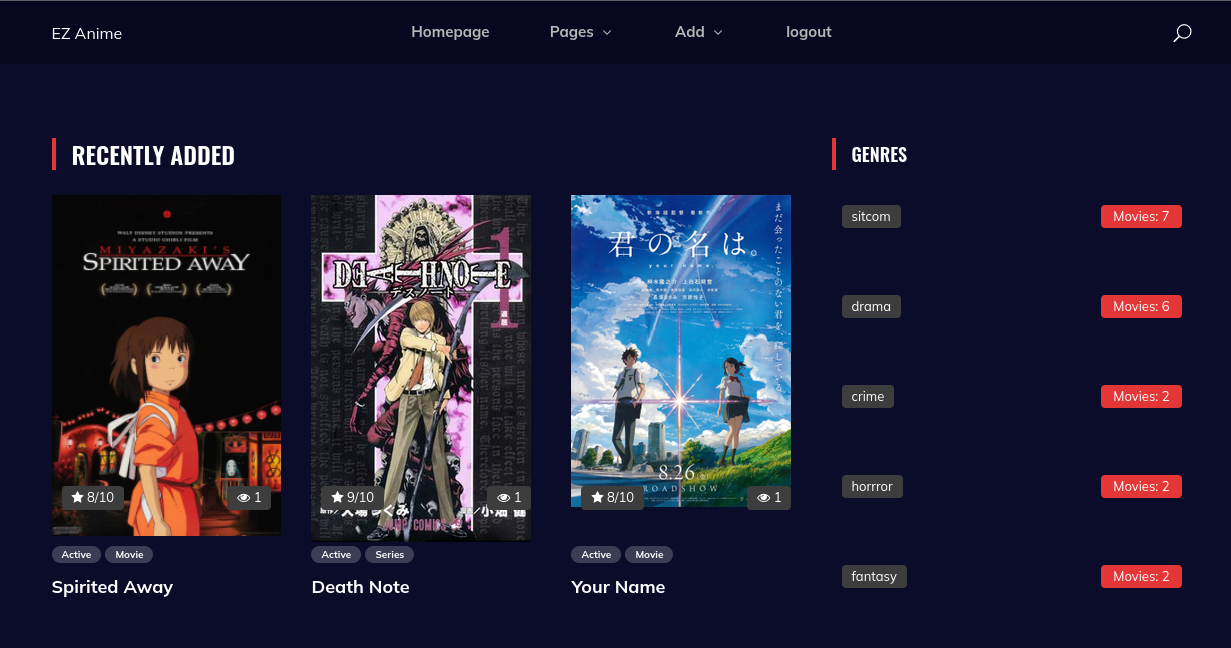 EZ Anime
Homepage
Pages
Add
logout
RECENTLY ADDED
GENRES
WALT DISNEY STUDIOS PRESENTS
A STUDIO GHIBLI FILM
MIYAZAKI'S
SPIRITED AWAY
8/10
1
Active
Movie
Spirited Away
DEATH NOTE
デスノート
1
JUMP COMICS
9/10
1
Active
Series
Death Note
君の名は。
your name.
まだ会ったことのない君を、探している
8.26
ROADSHOW
8/10
1
Active
Movie
Your Name
sitcom
Movies: 7
drama
Movies: 6
crime
Movies: 2
horrror
Movies: 2
fantasy
Movies: 2